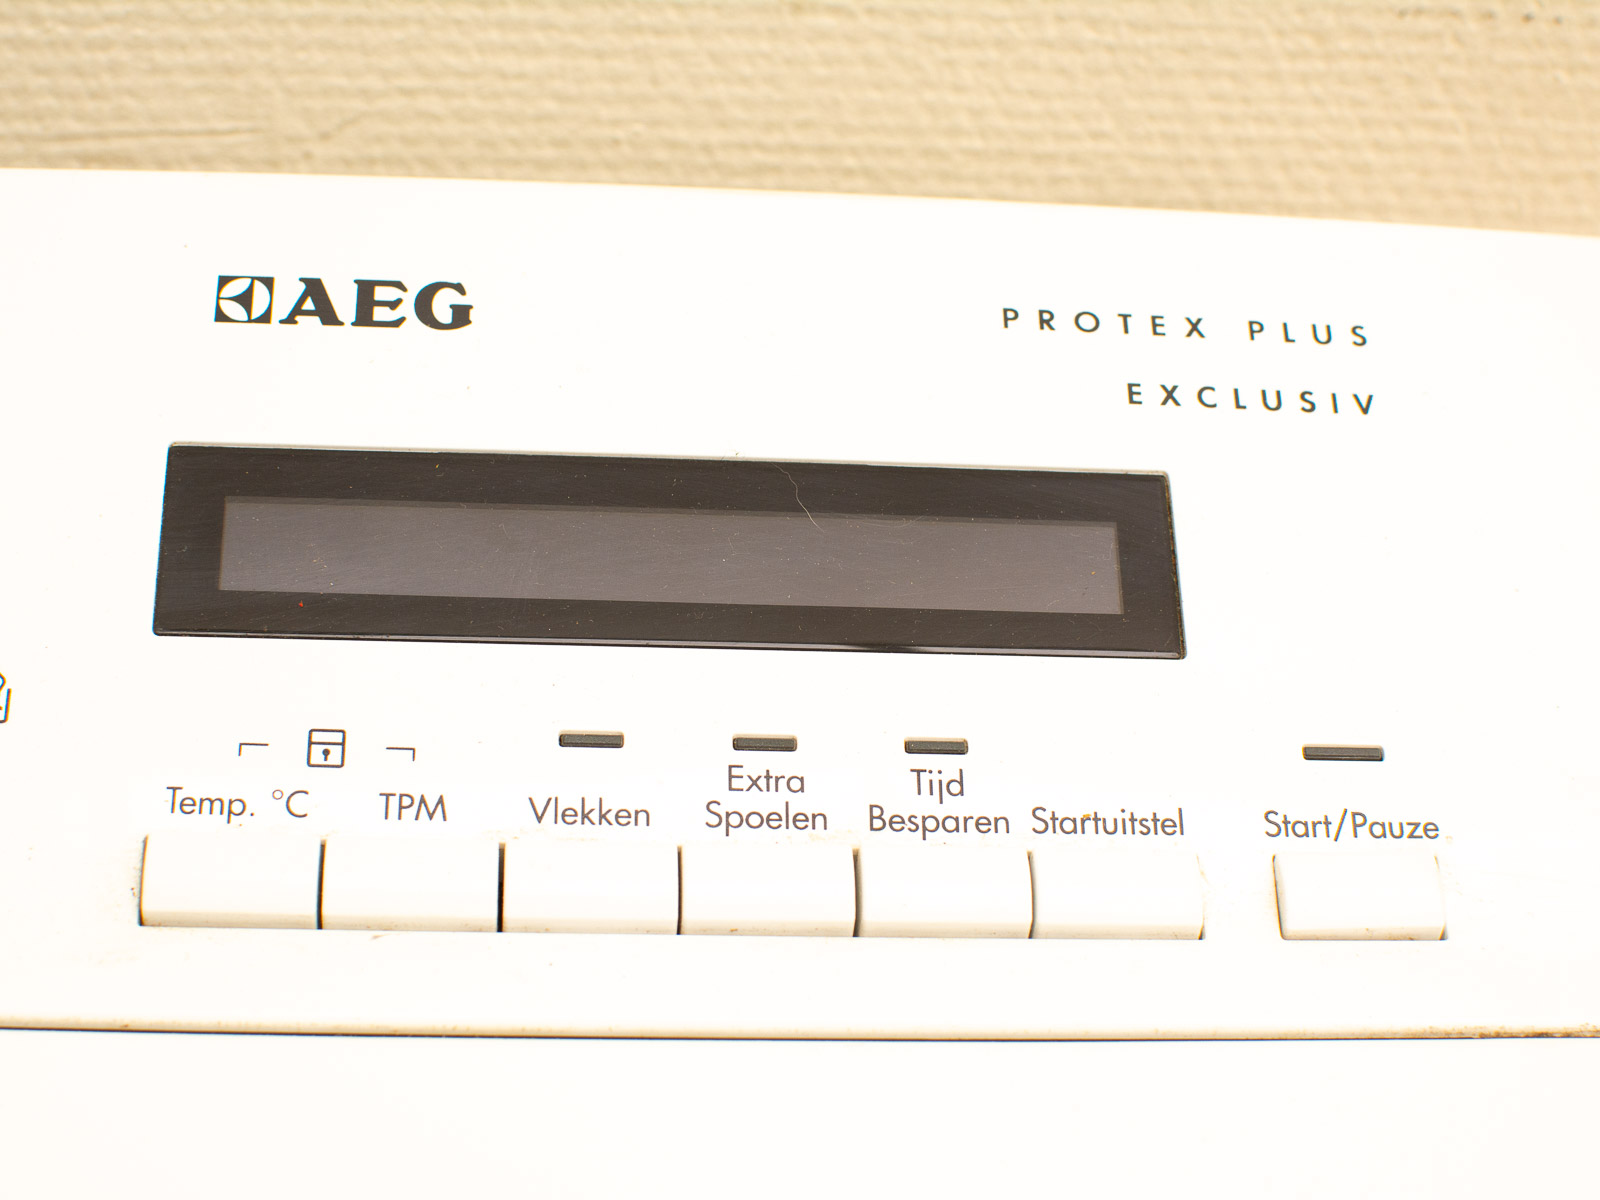 AEG
PROTEX PLUS
EXCLUSIV
Temp. °C
TPM
Vlekken
Extra
Spoelen
Tijd
Besparen
Startuitstel
Start/Pauze